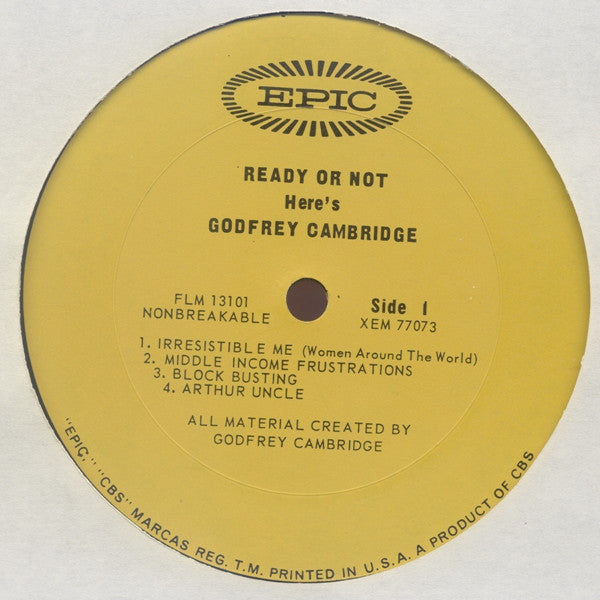 EPIC
READY OR NOT
Here's
GODFREY CAMBRIDGE
FLM 13101
NONBREAKABLE
Side 1
XEM 77073
1. IRRESISTIBLE ME (Women Around The World)
2. MIDDLE INCOME FRUSTRATIONS
3. BLOCK BUSTING
4. ARTHUR UNCLE
ALL MATERIAL CREATED BY
GODFREY CAMBRIDGE
"EPIC," "CBS" MARCAS REG. T.M. PRINTED IN U.S.A. A PRODUCT OF CBS